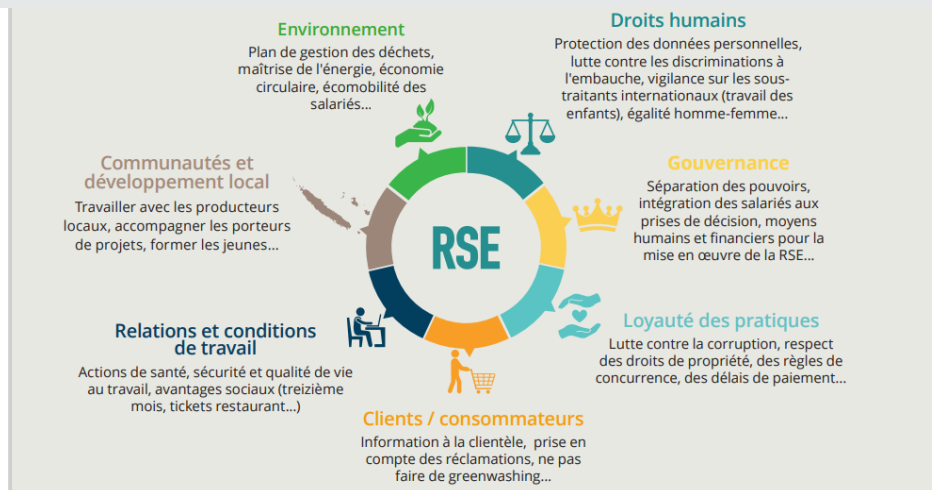 Environnement
Plan de gestion des déchets,
maîtrise de l'énergie, économie
circulaire, écomobilité des
salariés...
Droits humains
Protection des données personnelles,
lutte contre les discriminations à
l'embauche, vigilance sur les sous-
traitants internationaux (travail des
enfants), égalité homme-femme...
Communautés et
développement local
Travailler avec les producteurs
locaux, accompagner les porteurs
de projets, former les jeunes...
RSE
Gouvernance
Séparation des pouvoirs,
intégration des salariés aux
prises de décision, moyens
humains et financiers pour la
mise en œuvre de la RSE...
Relations et conditions
de travail
Actions de santé, sécurité et qualité de vie
au travail, avantages sociaux (treizième
mois, tickets restaurant...)
Loyauté des pratiques
Lutte contre la corruption, respect
des droits de propriété, des règles de
concurrence, des délais de paiement...
Clients / consommateurs
Information à la clientèle, prise en
compte des réclamations, ne pas
faire de greenwashing...